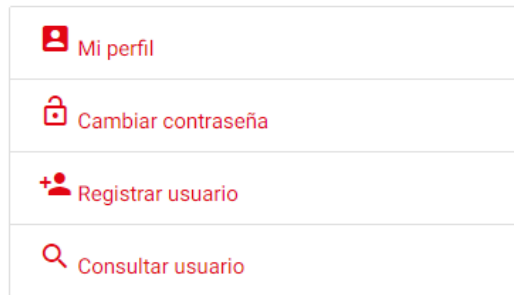 Mi perfil
Cambiar contraseña
Registrar usuario
Consultar usuario